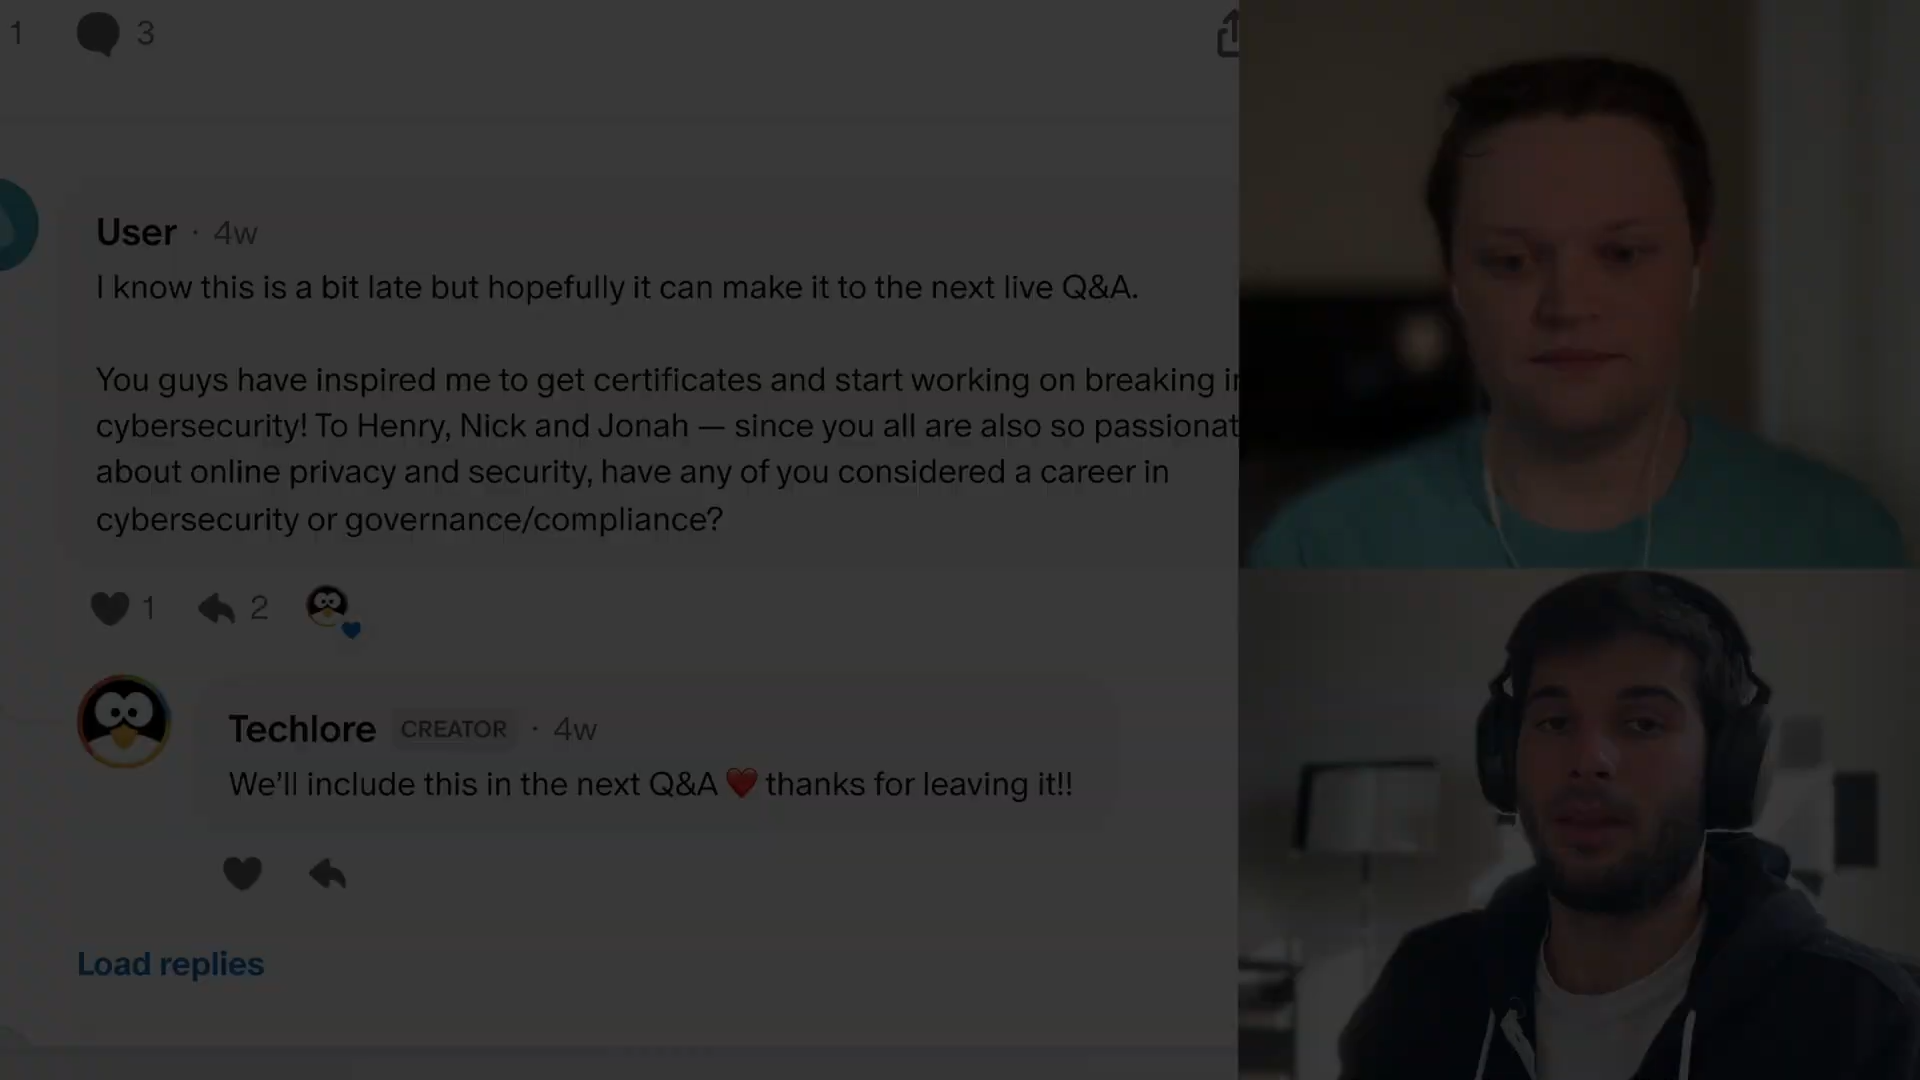 1 3
User · 4w
I know this is a bit late but hopefully it can make it to the next live Q&A.
You guys have inspired me to get certificates and start working on breaking
cybersecurity! To Henry, Nick and Jonah — since you all are also so passionat
about online privacy and security, have any of you considered a career in
cybersecurity or governance/compliance?
1 2
Techlore CREATOR · 4w
We'll include this in the next Q&A ❤️ thanks for leaving it!!
Load replies